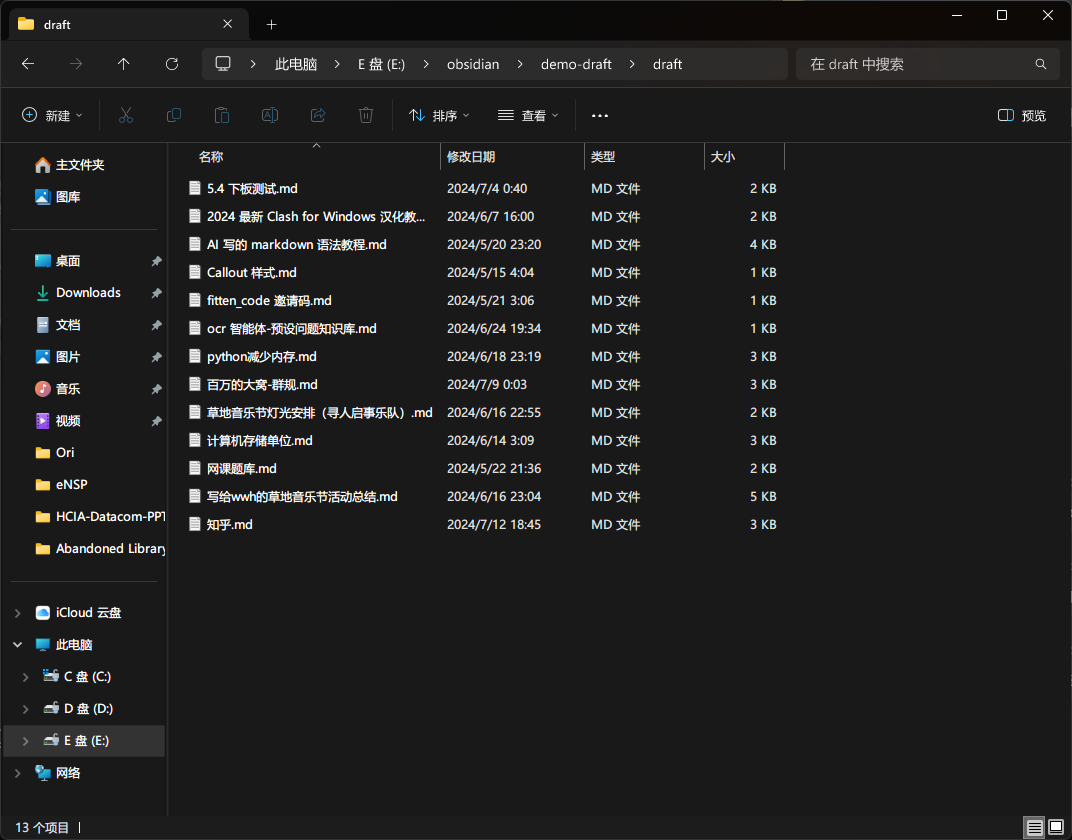 draft
此电脑 E 盘 (E:) obsidian demo-draft draft
在 draft 中搜索
新建 排序 查看 ... 预览
名称 修改日期 类型 大小
主文件夹
图库
桌面
Downloads
文档
图片
音乐
视频
Ori
eNSP
HCIA-Datacom-PPT
Abandoned Library
iCloud 云盘
此电脑
C 盘 (C:)
D 盘 (D:)
E 盘 (E:)
网络
5.4 下板测试.md 2024/7/4 0:40 MD 文件 2 KB
2024 最新 Clash for Windows 汉化教... 2024/6/7 16:00 MD 文件 2 KB
AI 写的 markdown 语法教程.md 2024/5/20 23:20 MD 文件 4 KB
Callout 样式.md 2024/5/15 4:04 MD 文件 1 KB
fitten_code 邀请码.md 2024/5/21 3:06 MD 文件 1 KB
ocr 智能体-预设问题知识库.md 2024/6/24 19:34 MD 文件 1 KB
python减少内存.md 2024/6/18 23:19 MD 文件 3 KB
百万的大窝-群规.md 2024/7/9 0:03 MD 文件 3 KB
草地音乐节灯光安排（寻人启事乐队）.md 2024/6/16 22:55 MD 文件 2 KB
计算机存储单位.md 2024/6/14 3:09 MD 文件 3 KB
网课题库.md 2024/5/22 21:36 MD 文件 2 KB
写给wwh的草地音乐节活动总结.md 2024/6/16 23:04 MD 文件 5 KB
知乎.md 2024/7/12 18:45 MD 文件 3 KB
13 个项目